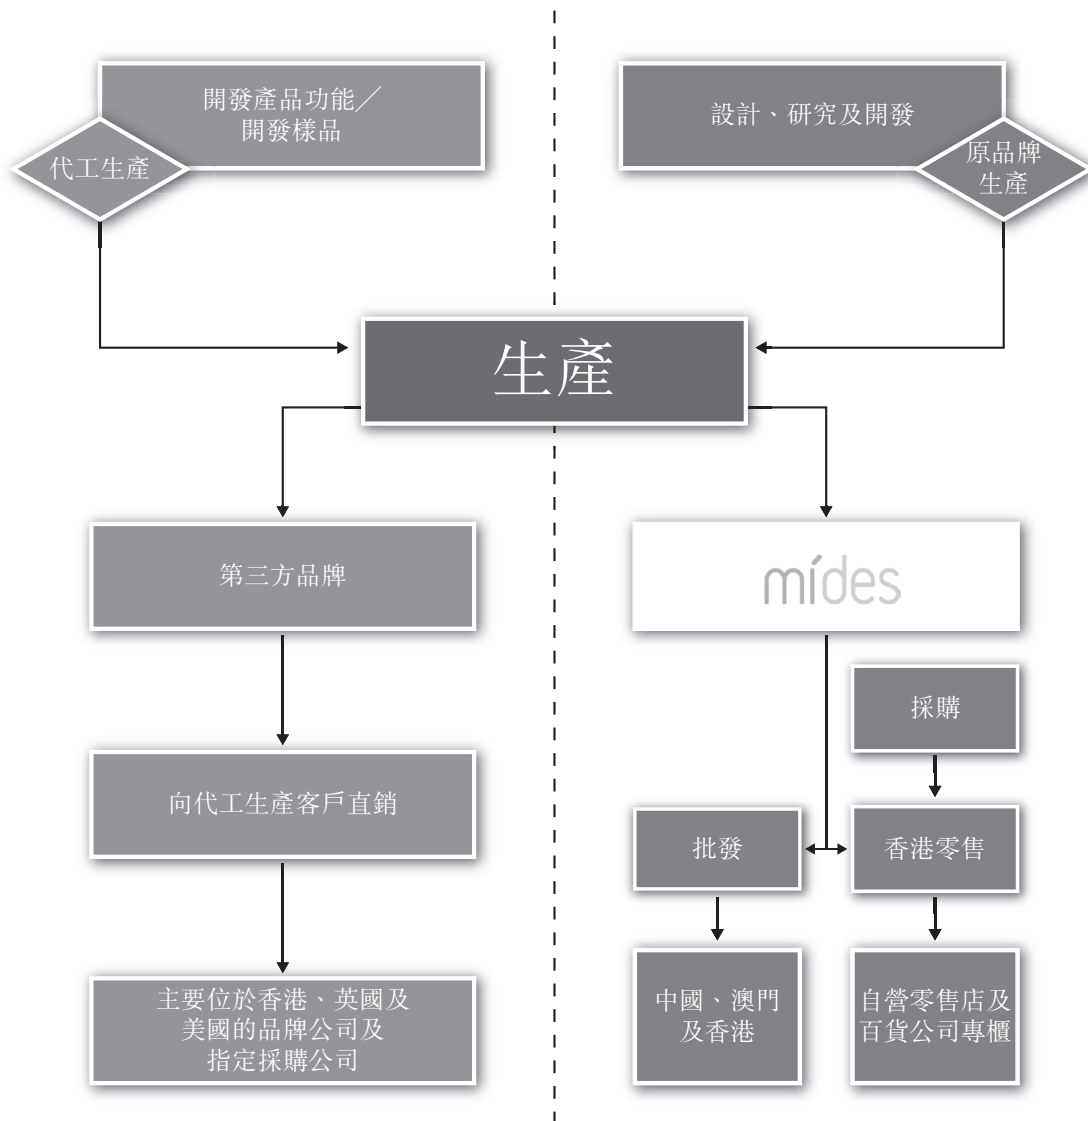 開發產品功能／
開發樣品
代工生產
設計、研究及開發
原品牌
生產
生產
第三方品牌
mídes
採購
向代工生產客戶直銷
批發
香港零售
主要位於香港、英國及
美國的品牌公司及
指定採購公司
中國、澳門
及香港
自營零售店及
百貨公司專櫃